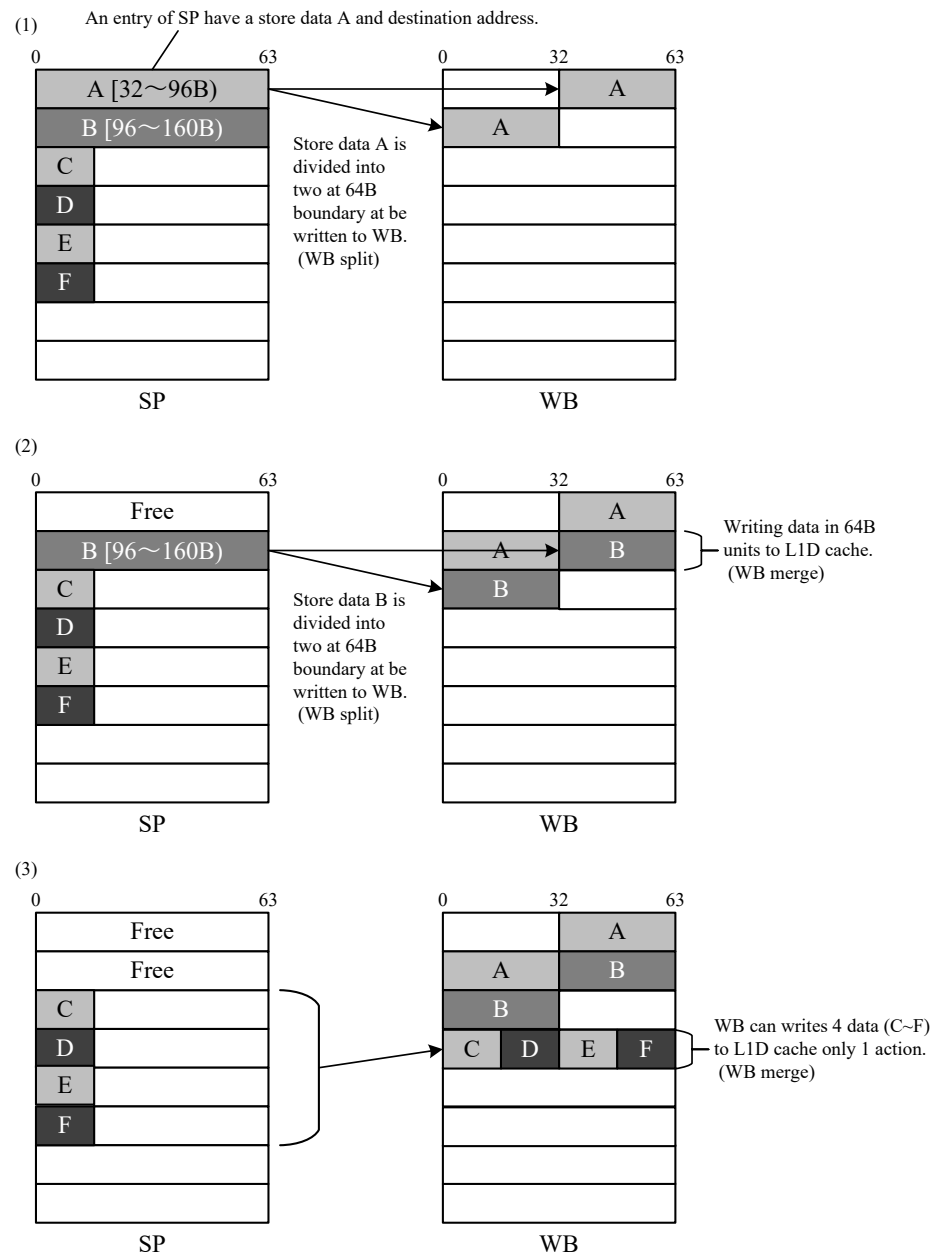 (1)
An entry of SP have a store data A and destination address.
0 63 0 32 63
A [32～96B) A
B [96～160B) A
Store data A is
divided into
two at 64B
boundary at be
written to WB.
(WB split)
C
D
E
F
SP WB
(2)
0 63 0 32 63
Free A
B [96～160B) A B
B
Writing data in 64B
units to L1D cache.
(WB merge)
Store data B is
divided into
two at 64B
boundary at be
written to WB.
(WB split)
C
D
E
F
SP WB
(3)
0 63 0 32 63
Free A
Free A B
C B
D C D E F
E
F
WB can writes 4 data (C~F)
to L1D cache only 1 action.
(WB merge)
SP WB